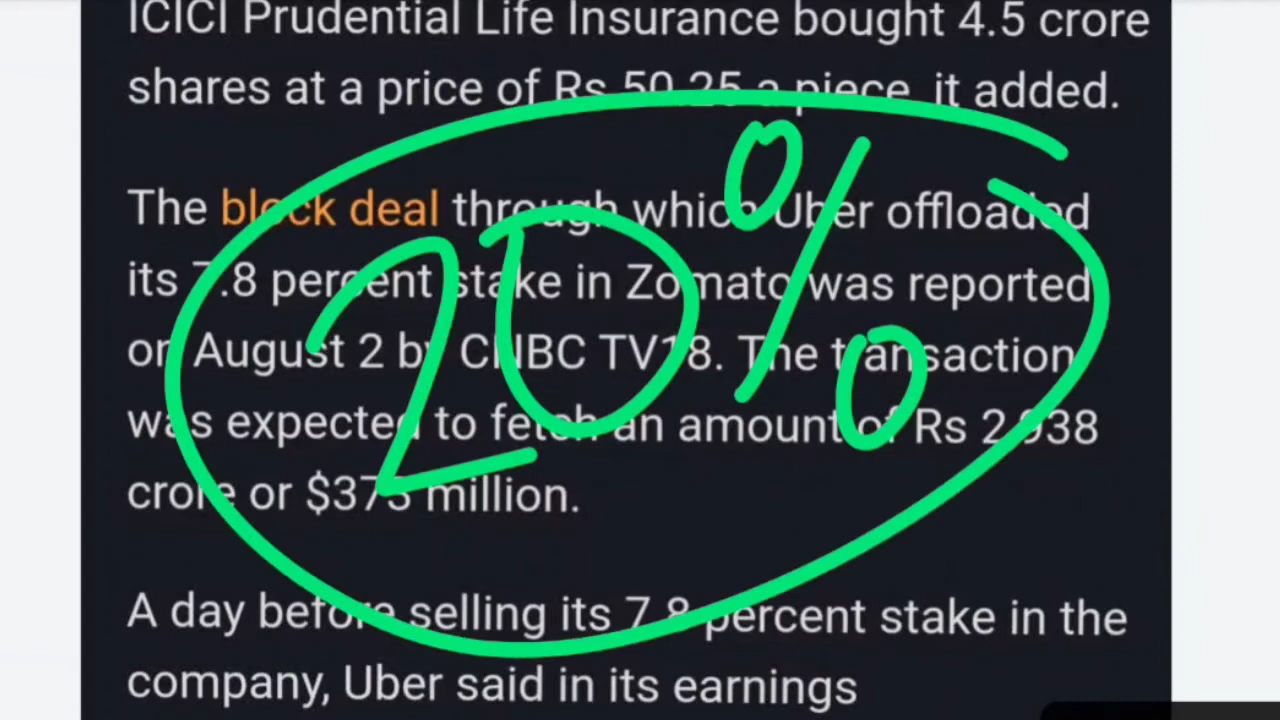 ICICI Prudential Life Insurance bought 4.5 crore
shares at a price of Rs 50.25 a piece, it added.
The block deal through which Uber offloaded
its 7.8 percent stake in Zomato was reported
on August 2 by CNBC TV18. The transaction
was expected to fetch an amount of Rs 2,938
crore or $373 million.
A day before selling its 7.8 percent stake in the
company, Uber said in its earnings
20%